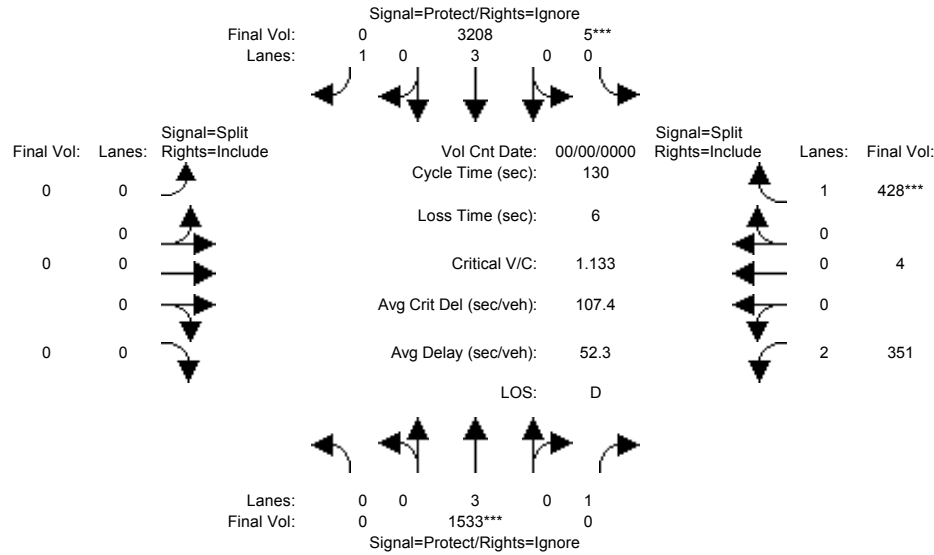 Signal=Protect/Rights=Ignore
Final Vol: 0 3208 5***
Lanes: 1 0 3 0 0
Signal=Split Signal=Split
Final Vol: Lanes: Rights=Include Vol Cnt Date: 00/00/0000 Rights=Include Lanes: Final Vol:
Cycle Time (sec): 130
0 0 1 428***
Loss Time (sec): 6
0 0
0 0 Critical V/C: 1.133 0 4
0 Avg Crit Del (sec/veh): 107.4 0
0 0 Avg Delay (sec/veh): 52.3 2 351
LOS: D
Lanes: 0 0 3 0 1
Final Vol: 0 1533*** 0
Signal=Protect/Rights=Ignore